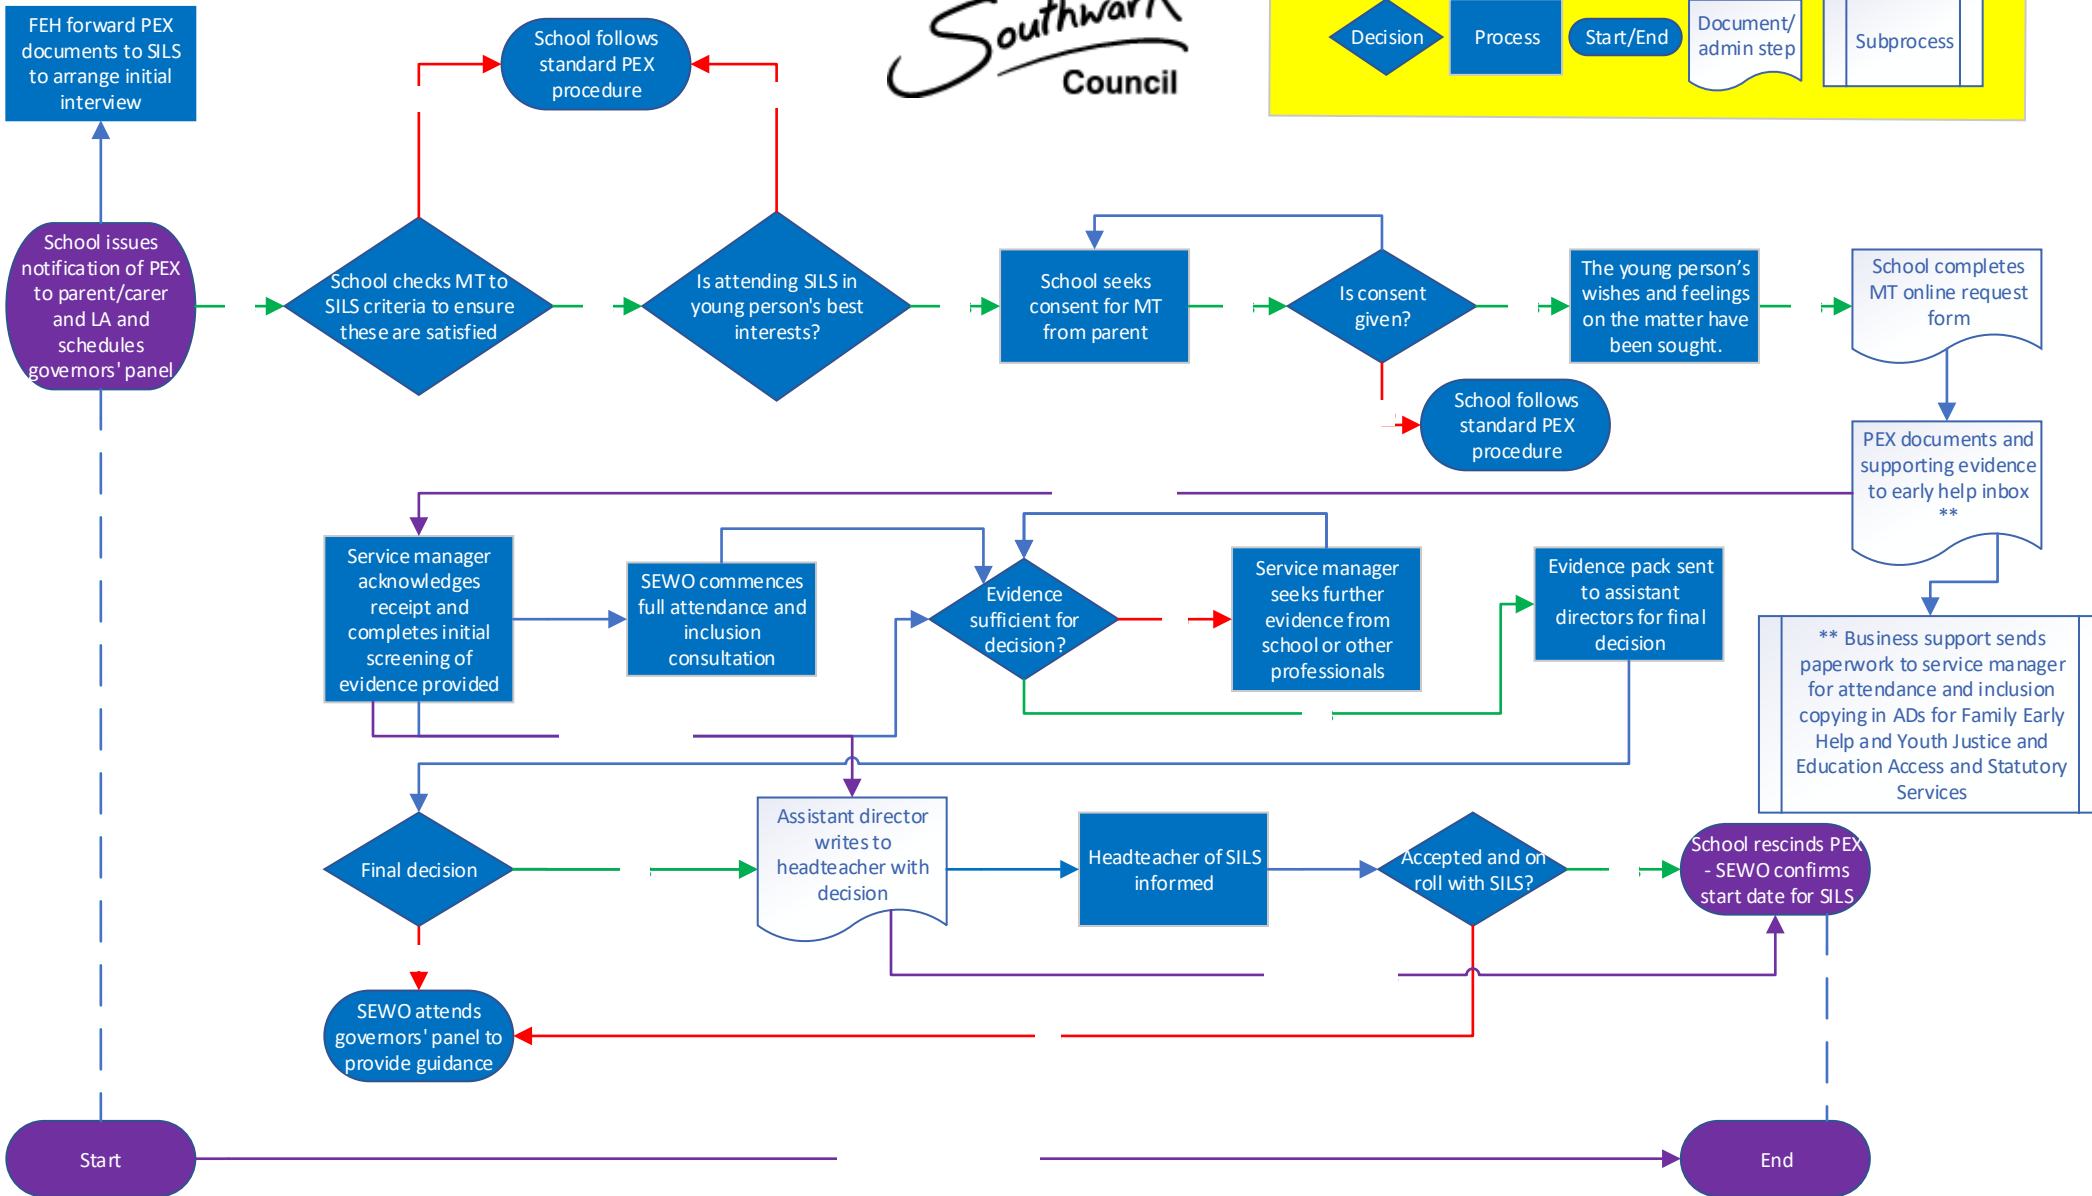 FEH forward PEX
documents to SILS
to arrange initial
interview
School follows
standard PEX
procedure
Southwark
Council
Decision
Process
Start/End
Document/
admin step
Subprocess
School issues
notification of PEX
to parent/carer
and LA and
schedules
governors' panel
School checks MT to
SILS criteria to ensure
these are satisfied
Is attending SILS in
young person's best
interests?
School seeks
consent for MT
from parent
Is consent
given?
The young person's
wishes and feelings
on the matter have
been sought.
School completes
MT online request
form
School follows
standard PEX
procedure
PEX documents and
supporting evidence
to early help inbox
**
Service manager
acknowledges
receipt and
completes initial
screening of
evidence provided
SEWO commences
full attendance and
inclusion
consultation
Evidence
sufficient for
decision?
Service manager
seeks further
evidence from
school or other
professionals
Evidence pack sent
to assistant
directors for final
decision
** Business support sends
paperwork to service manager
for attendance and inclusion
copying in ADs for Family Early
Help and Youth Justice and
Education Access and Statutory
Services
Final decision
Assistant director
writes to
headteacher with
decision
Headteacher of SILS
informed
Accepted and on
roll with SILS?
School rescinds PEX
- SEWO confirms
start date for SILS
SEWO attends
governors' panel to
provide guidance
Start
End